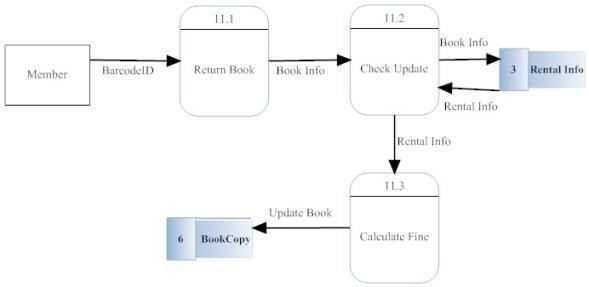 11.1
11.2
Member
BarcodeID
Return Book
Book Info
Check Update
Book Info
3 Rental Info
Rental Info
Rental Info
11.3
Update Book
6 BookCopy
Calculate Fine